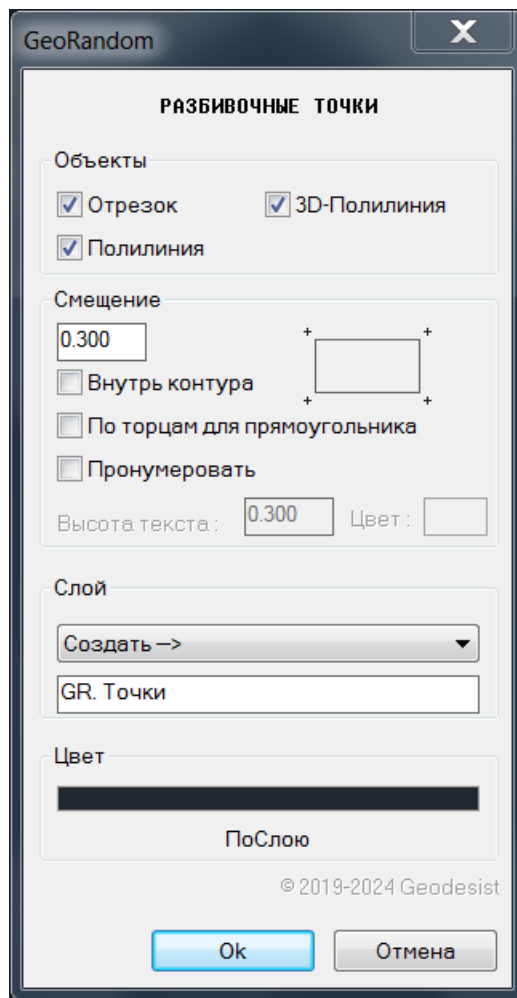 GeoRandom
РАЗБИВОЧНЫЕ ТОЧКИ
Объекты
Отрезок 3D-Полилиния
Полилиния
Смещение
0.300
Внутрь контура
По торцам для прямоугольника
Пронумеровать
Высота текста : 0.300 Цвет :
Слой
Создать —>
GR. Точки
Цвет
ПоСлою
© 2019-2024 Geodesist
Ok Отмена